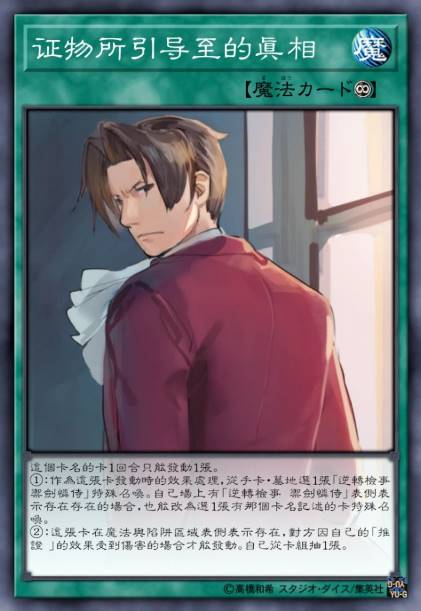 证物所引导至的眞相
魔
【魔法カード♾】
這個卡名的卡1回合只能發動1張。
①：作為這張卡發動時的效果處理，從手卡・墓地選1張「逆轉檢事
御劍怜侍」特殊召喚。自己場上有「逆轉檢事 御劍怜侍」表側表
示存在存在的場合，也能改為選1張有那個卡名記述的卡特殊召
喚。
②：這張卡在魔法與陷阱區域表側表示存在，對方因自己的「推
證 」的效果受到傷害的場合才能發動。自己從卡組抽1張。
©高橋和希 スタジオ・ダイス/集英社